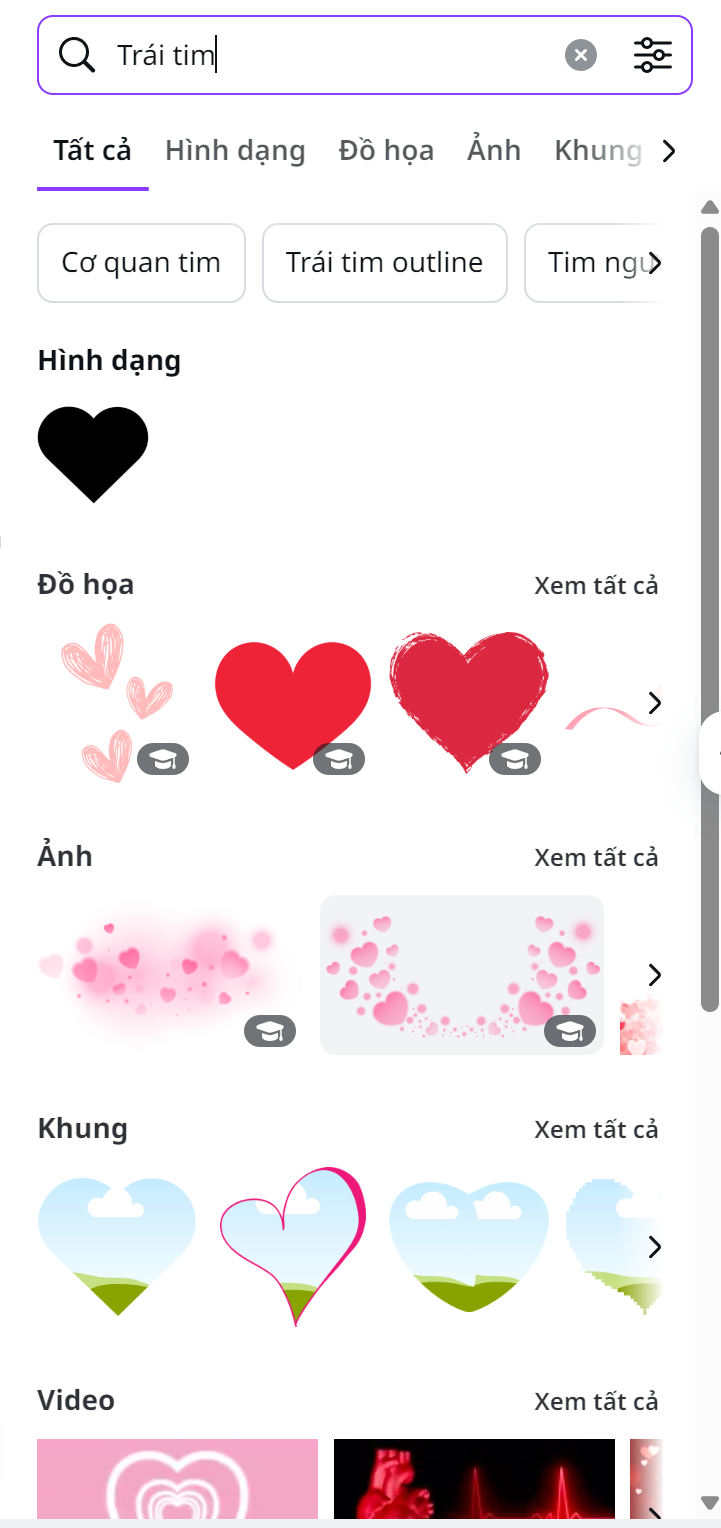 Trái tim
Tất cả Hình dạng Đồ họa Ảnh Khung
Cơ quan tim Trái tim outline Tim
Hình dạng
Đồ họa Xem tất cả
Ảnh Xem tất cả
Khung Xem tất cả
Video Xem tất cả